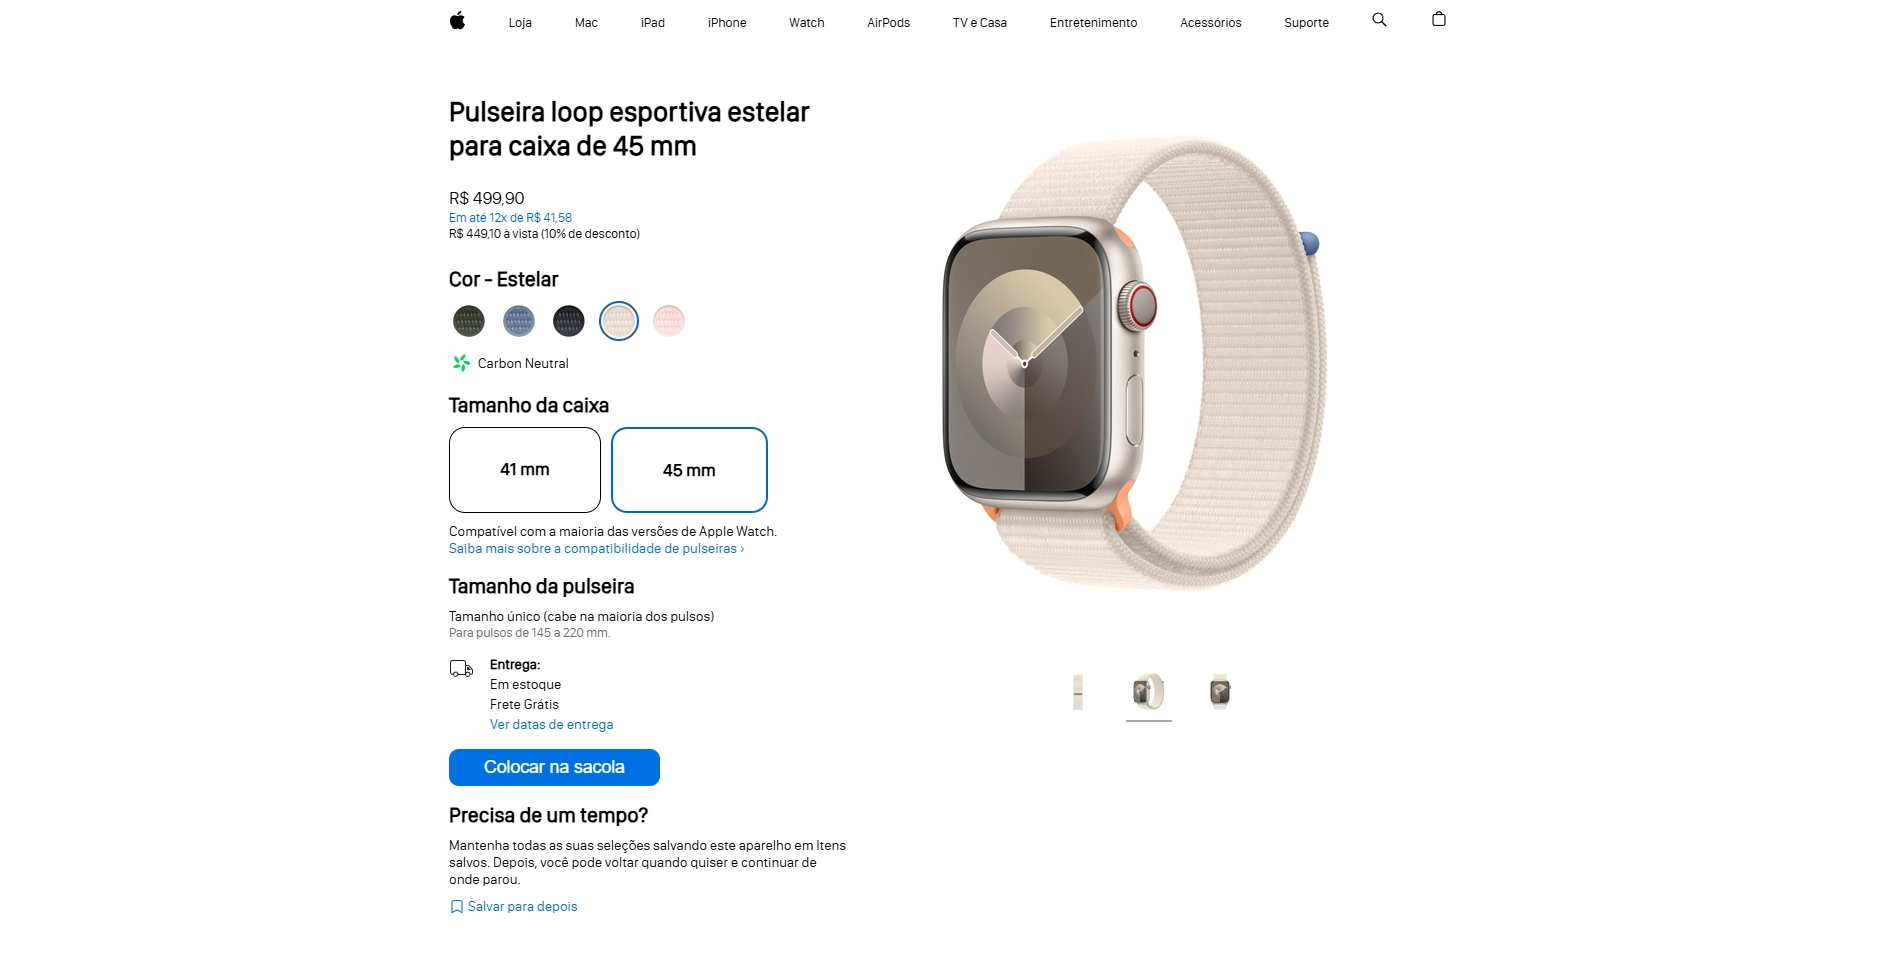 Loja Mac iPad iPhone Watch AirPods TV e Casa Entretenimento Acessórios Suporte
Pulseira loop esportiva estelar
para caixa de 45 mm
R$ 499,90
Em até 12x de R$ 41,58
R$ 449,10 à vista (10% de desconto)
Cor - Estelar
Carbon Neutral
Tamanho da caixa
41 mm 45 mm
Compatível com a maioria das versões de Apple Watch.
Saiba mais sobre a compatibilidade de pulseiras ›
Tamanho da pulseira
Tamanho único (cabe na maioria dos pulsos)
Para pulsos de 145 a 220 mm.
Entrega:
Em estoque
Frete Grátis
Ver datas de entrega
Colocar na sacola
Precisa de um tempo?
Mantenha todas as suas seleções salvando este aparelho em Itens
salvos. Depois, você pode voltar quando quiser e continuar de
onde parou.
Salvar para depois